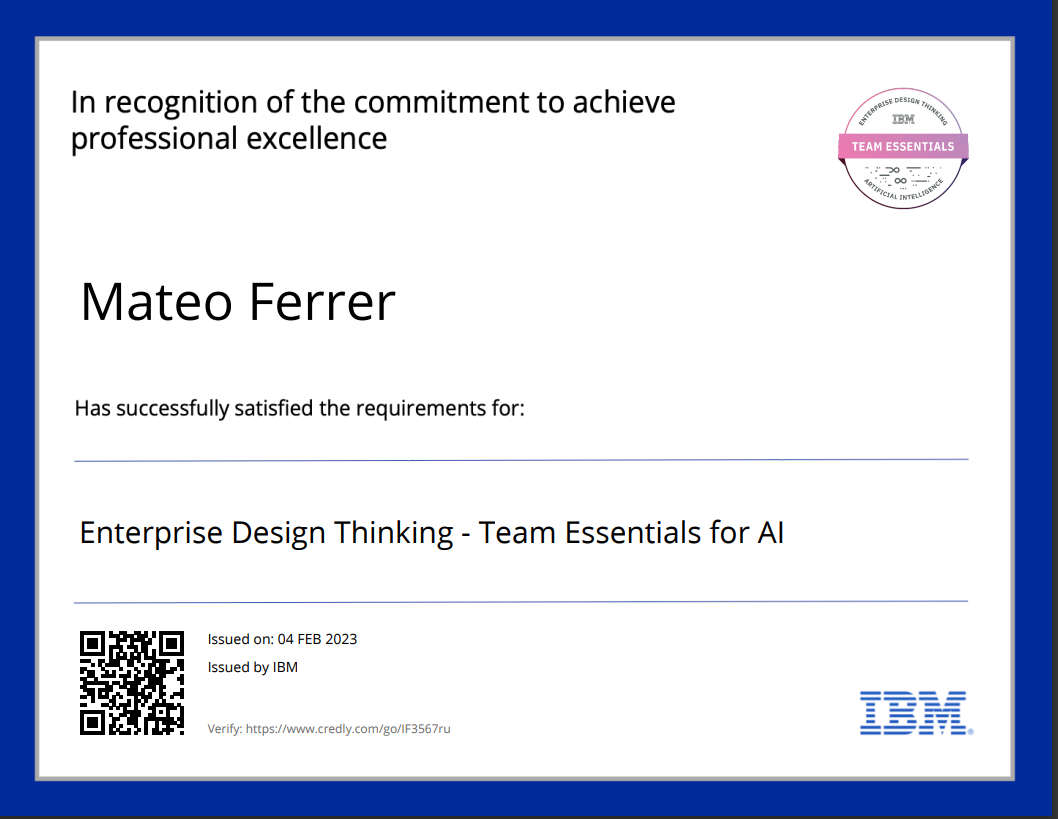 In recognition of the commitment to achieve
professional excellence
ENTERPRISE DESIGN THINKING
IBM
TEAM ESSENTIALS
ARTIFICIAL INTELLIGENCE
Mateo Ferrer
Has successfully satisfied the requirements for:
Enterprise Design Thinking - Team Essentials for AI
Issued on: 04 FEB 2023
Issued by IBM
Verify: https://www.credly.com/go/IF3567ru
IBM®